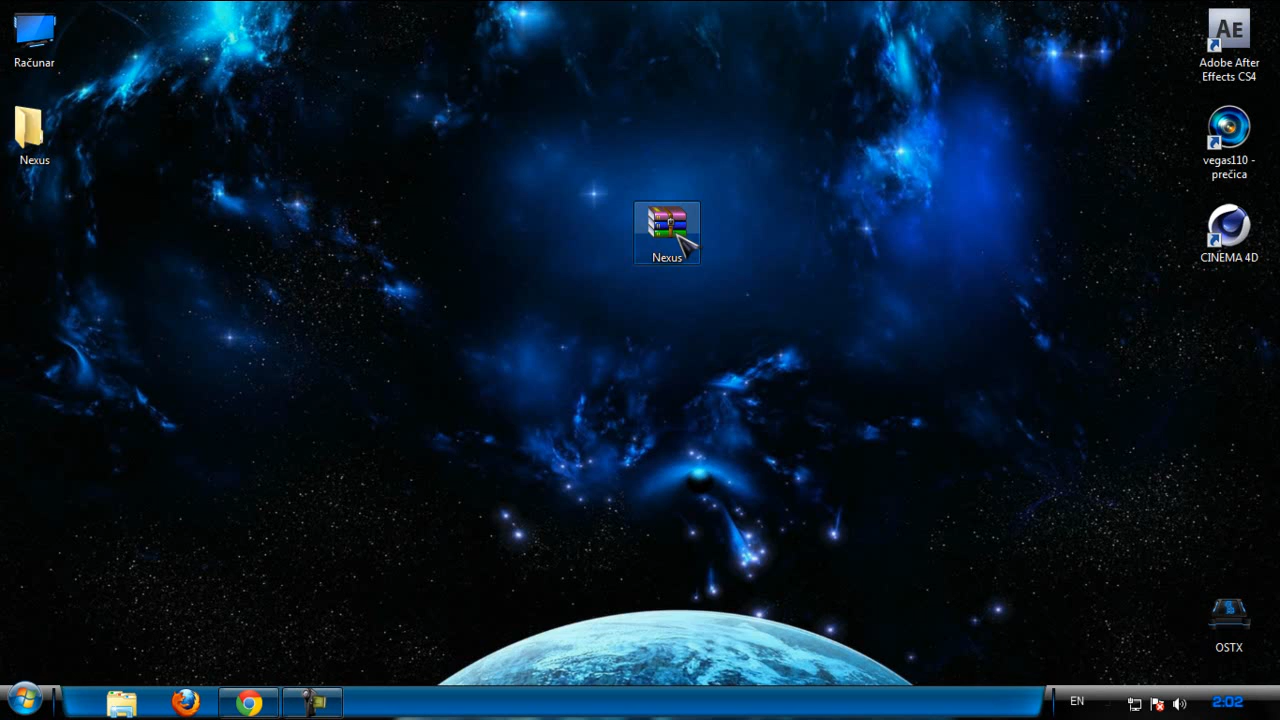 Računar
Nexus
Nexus
AE
Adobe After
Effects CS4
vegas110 -
prečica
CINEMA 4D
OSTX
EN
2:02